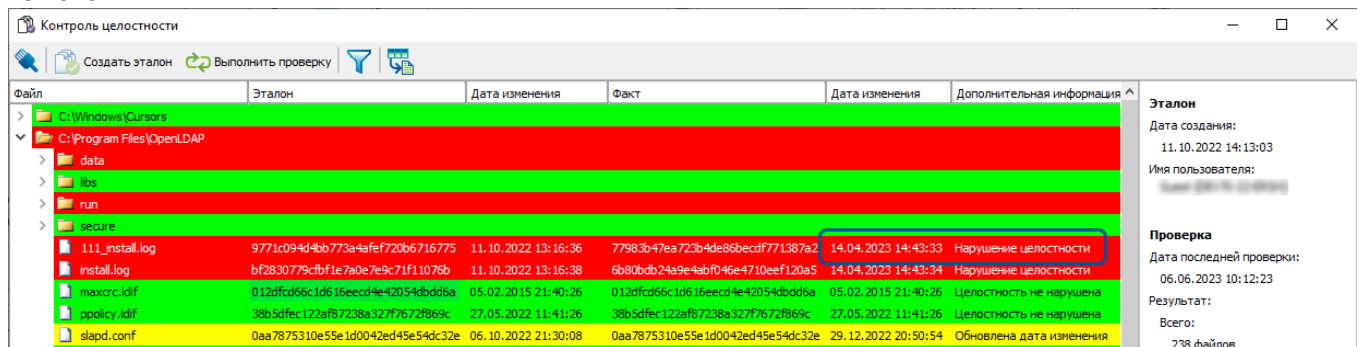 Контроль целостности
Создать эталон Выполнить проверку
Файл Эталон Дата изменения Факт Дата изменения Дополнительная информация
C:\Windows\Cursors
C:\Program Files\OpenLDAP
data
libs
run
secure
111_install.log 9771c094d4bb773a4afef720b6716775 11.10.2022 13:16:36 77983b47ea723b4de86becdf771387a2 14.04.2023 14:43:33 Нарушение целостности
install.log bf2830779cfbf1e7a0e7e9c71f11076b 11.10.2022 13:16:38 6b80bdb24a9e4abf046e4710eef120a5 14.04.2023 14:43:34 Нарушение целостности
maxcrc.ldif 012dfcd66c1d616eecd4e42054dbdd6a 05.02.2015 21:40:26 012dfcd66c1d616eecd4e42054dbdd6a 05.02.2015 21:40:26 Целостность не нарушена
ppolicy.ldif 38b5dfec122af87238a327f7672f869c 27.05.2022 11:41:26 38b5dfec122af87238a327f7672f869c 27.05.2022 11:41:26 Целостность не нарушена
slapd.conf 0aa7875310e55e1d0042ed45e54dc32e 06.10.2022 21:30:08 0aa7875310e55e1d0042ed45e54dc32e 29.12.2022 20:50:54 Обновлена дата изменения
Эталон
Дата создания:
11.10.2022 14:13:03
Имя пользователя:
Проверка
Дата последней проверки:
06.06.2023 10:12:23
Результат:
Всего:
238 файлов